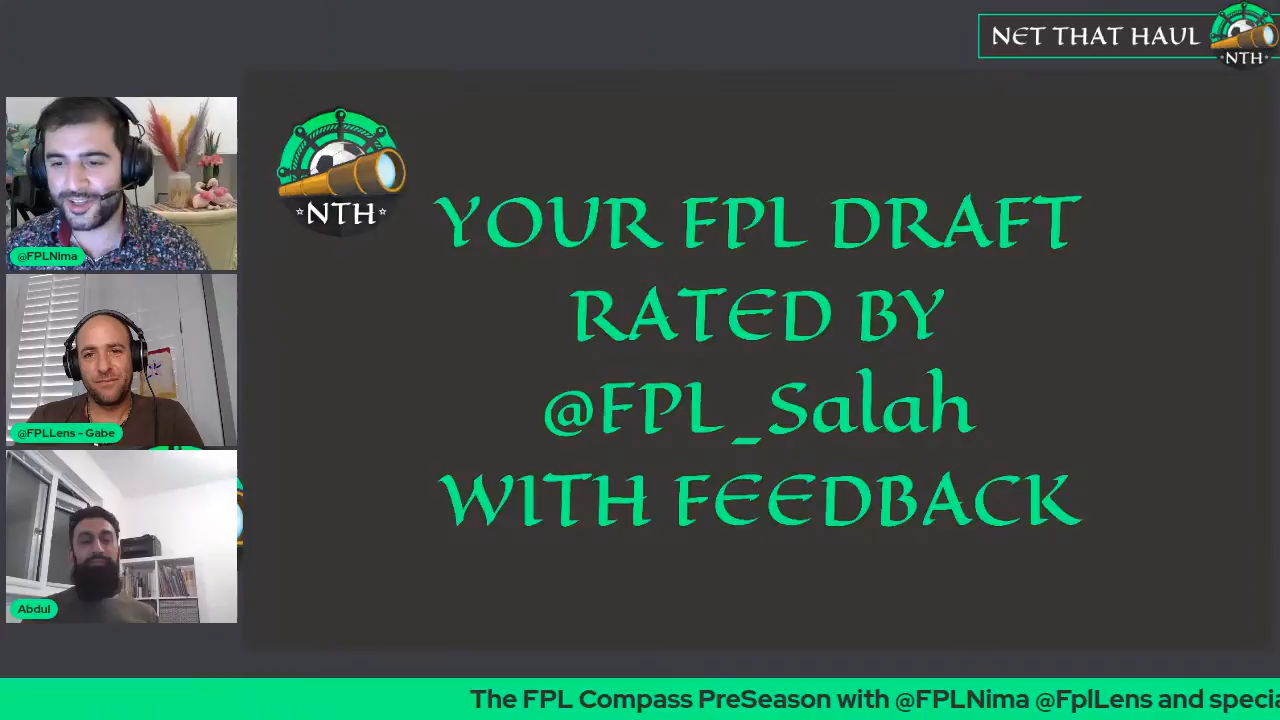 NET THAT HAUL
NTH
NTH
YOUR FPL DRAFT
RATED BY
@FPL_Salah
WITH FEEDBACK
@FPLNima
@FPLLens - Gabe
Abdul
The FPL Compass PreSeason with @FPLNima @FplLens and specia